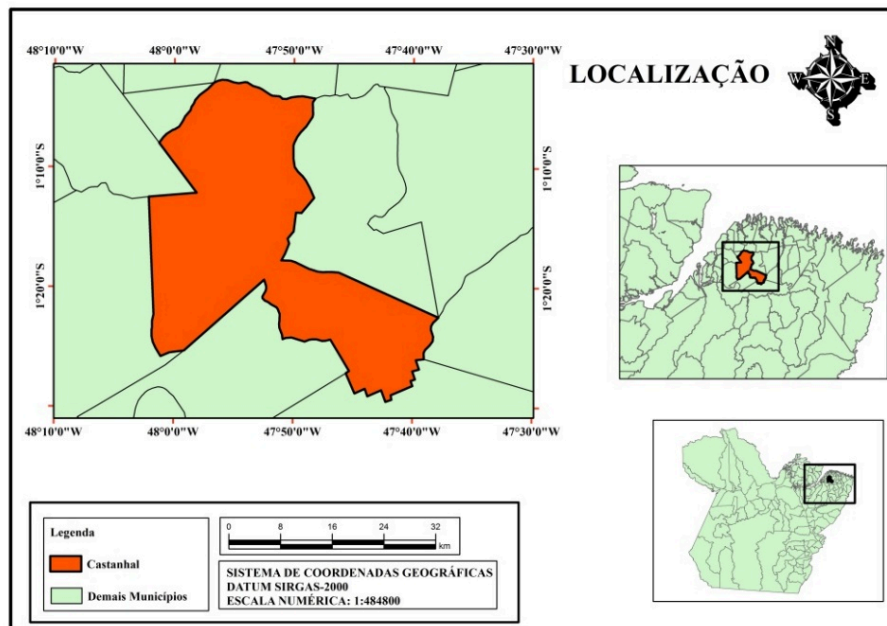 48°10'0"W 48°0'0"W 47°50'0"W 47°40'0"W 47°30'0"W
LOCALIZAÇÃO
N
W E
S
1°10'0"S 1°10'0"S
1°20'0"S 1°20'0"S
48°10'0"W 48°0'0"W 47°50'0"W 47°40'0"W 47°30'0"W
Legenda
Castanhal
Demais Municípios
0 8 16 24 32
km
SISTEMA DE COORDENADAS GEOGRÁFICAS
DATUM SIRGAS-2000
ESCALA NUMÉRICA: 1:484800